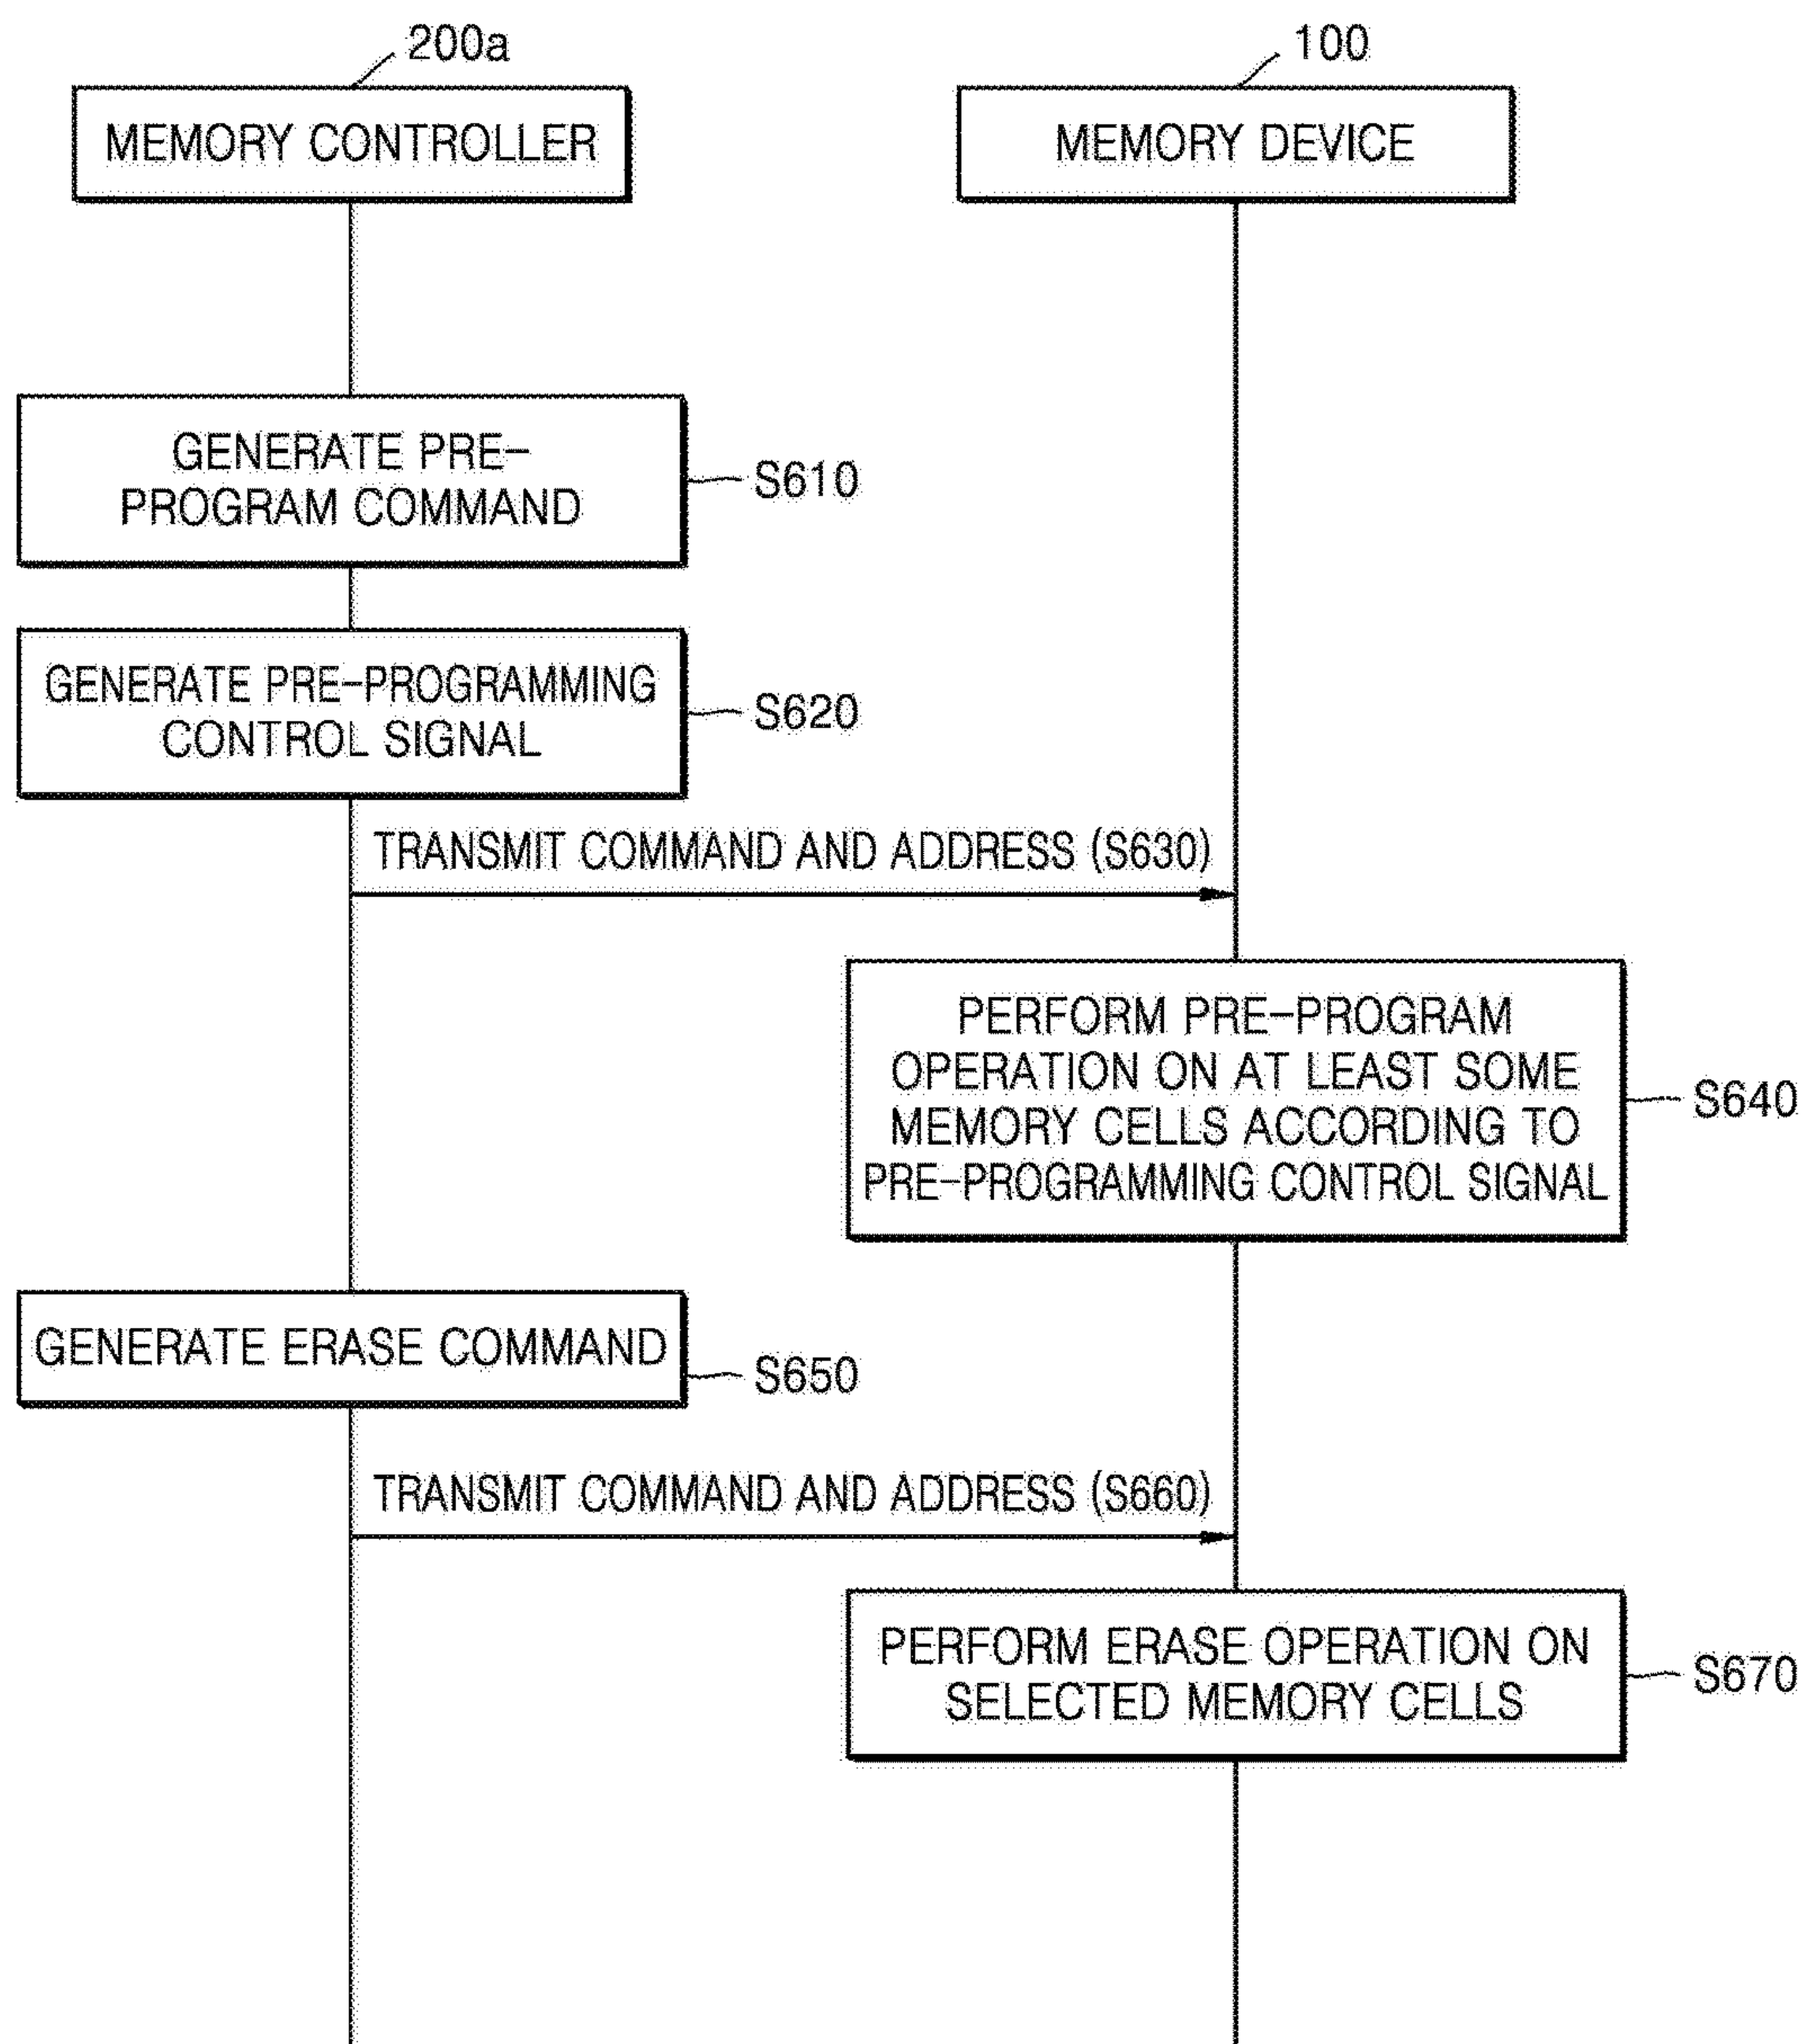 200a
100
MEMORY CONTROLLER
MEMORY DEVICE
GENERATE PRE-
PROGRAM COMMAND
S610
GENERATE PRE-PROGRAMMING
CONTROL SIGNAL
S620
TRANSMIT COMMAND AND ADDRESS (S630)
PERFORM PRE-PROGRAM
OPERATION ON AT LEAST SOME
MEMORY CELLS ACCORDING TO
PRE-PROGRAMMING CONTROL SIGNAL
S640
GENERATE ERASE COMMAND
S650
TRANSMIT COMMAND AND ADDRESS (S660)
PERFORM ERASE OPERATION ON
SELECTED MEMORY CELLS
S670